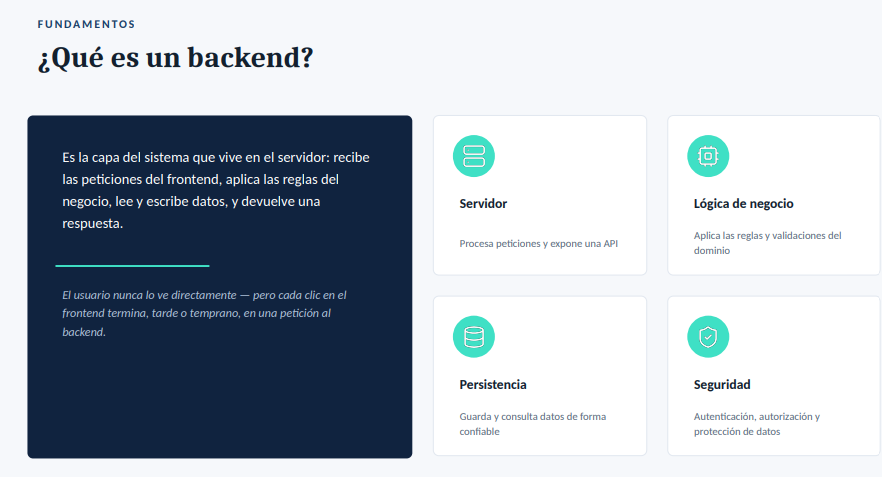 FUNDAMENTOS
¿Qué es un backend?
Es la capa del sistema que vive en el servidor: recibe
las peticiones del frontend, aplica las reglas del
negocio, lee y escribe datos, y devuelve una
respuesta.
El usuario nunca lo ve directamente — pero cada clic en el
frontend termina, tarde o temprano, en una petición al
backend.
Servidor
Procesa peticiones y expone una API
Lógica de negocio
Aplica las reglas y validaciones del
dominio
Persistencia
Guarda y consulta datos de forma
confiable
Seguridad
Autenticación, autorización y
protección de datos